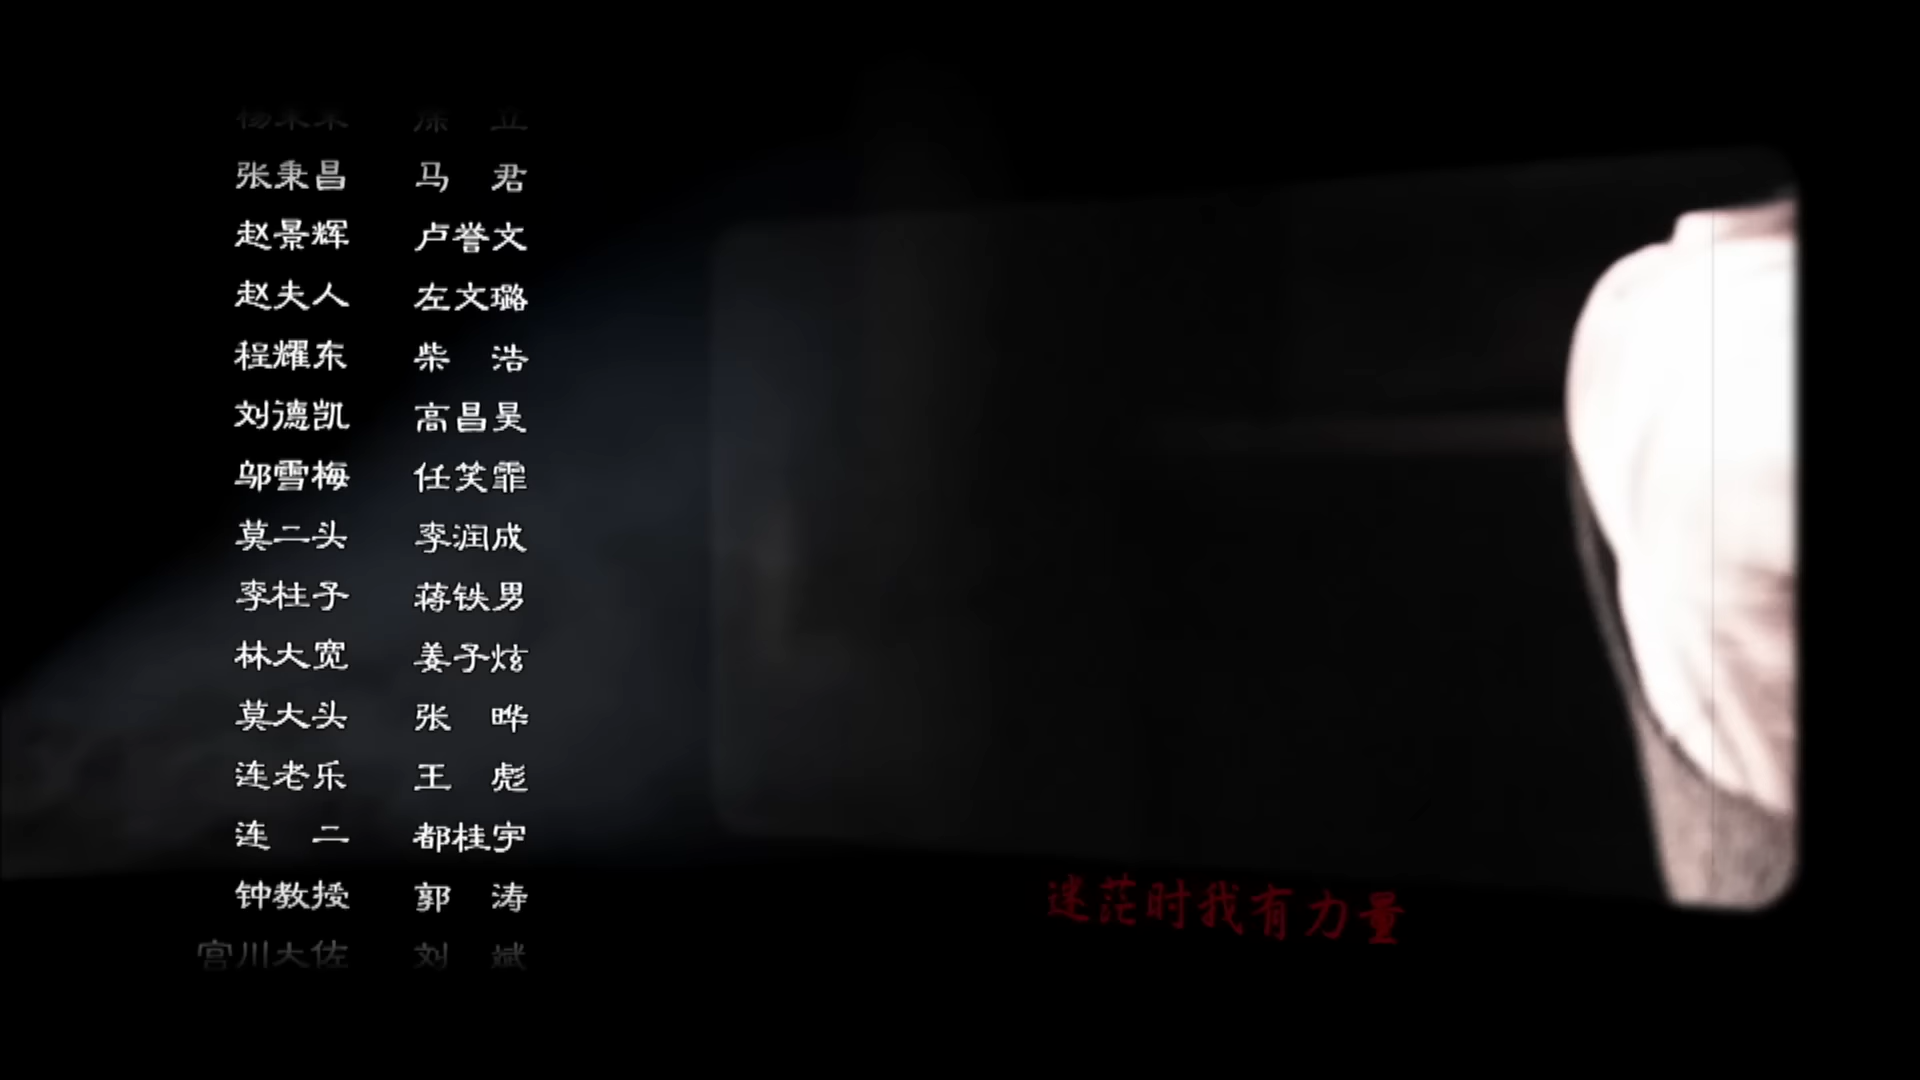 张秉昌 马 君
赵景辉 卢誉文
赵夫人 左文璐
程耀东 柴 浩
刘德凯 高昌昊
邬雪梅 任笑霏
莫二头 李润成
李柱子 蒋铁男
林大宽 姜子炫
莫大头 张 晔
连老乐 王 彪
连 二 都桂宇
钟教授 郭 涛
宫川大佐 刘 斌
迷茫时我有力量